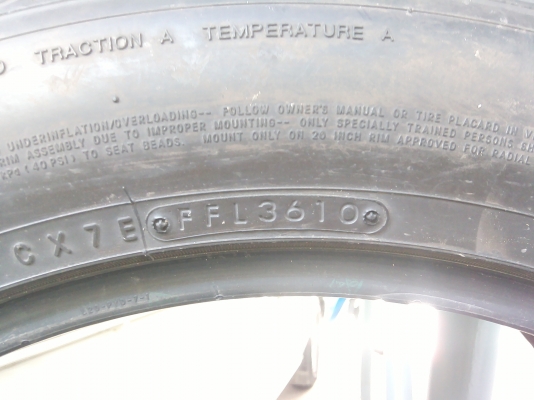 TRACTION A TEMPERATURE A
UNDERINFLATION/OVERLOADING-- FOLLOW OWNER'S MANUAL OR TIRE PLACARD IN
RIM ASSEMBLY DUE TO IMPROPER MOUNTING-- ONLY SPECIALLY TRAINED PERSONS
(40 PSI) TO SEAT BEADS. MOUNT ONLY ON 20 INCH RIM APPROVED FOR RADIAL
CX7E FFL3610